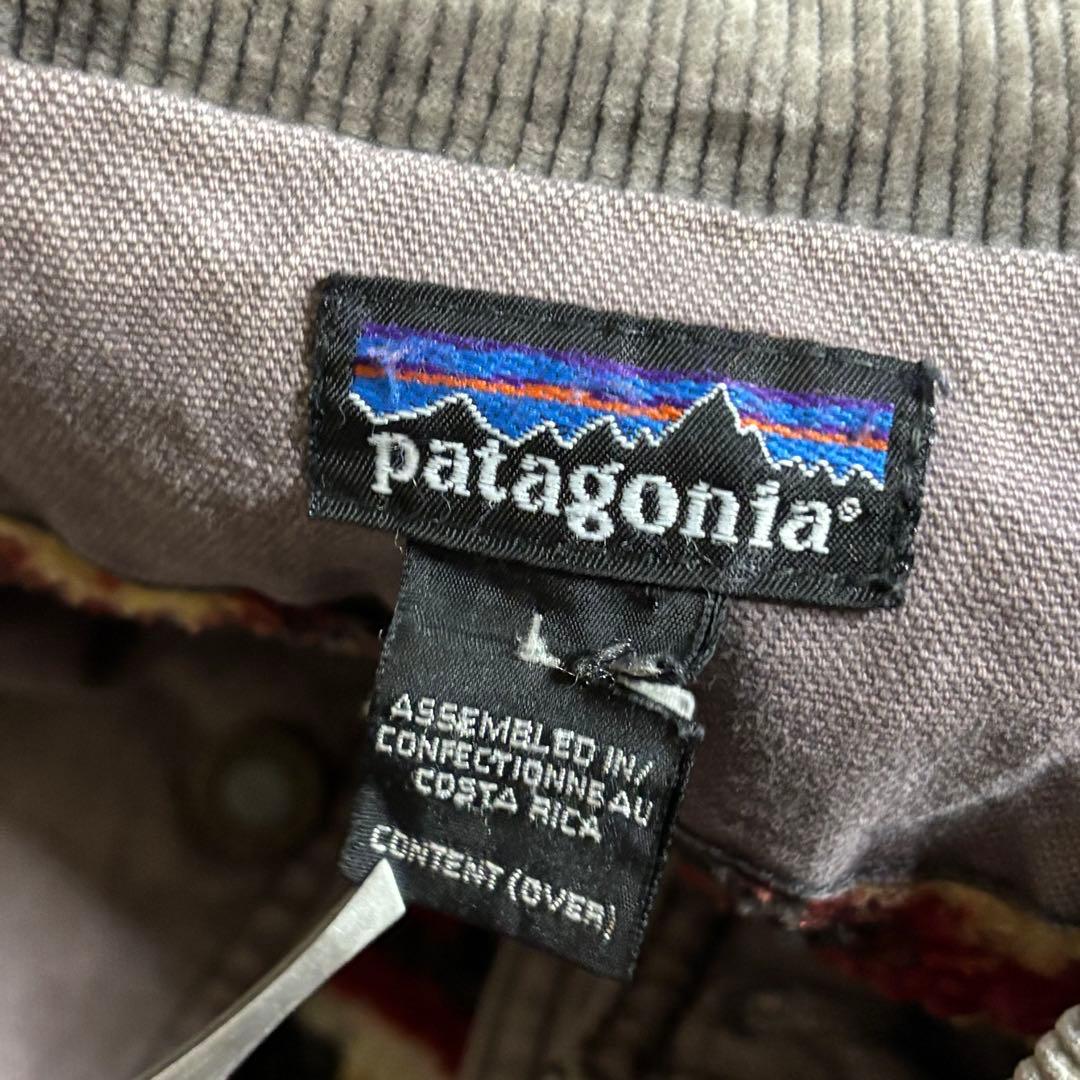 patagonia®
L
ASSEMBLED IN/
CONFECTIONNE AU
COSTA RICA
CONTENT (OVER)